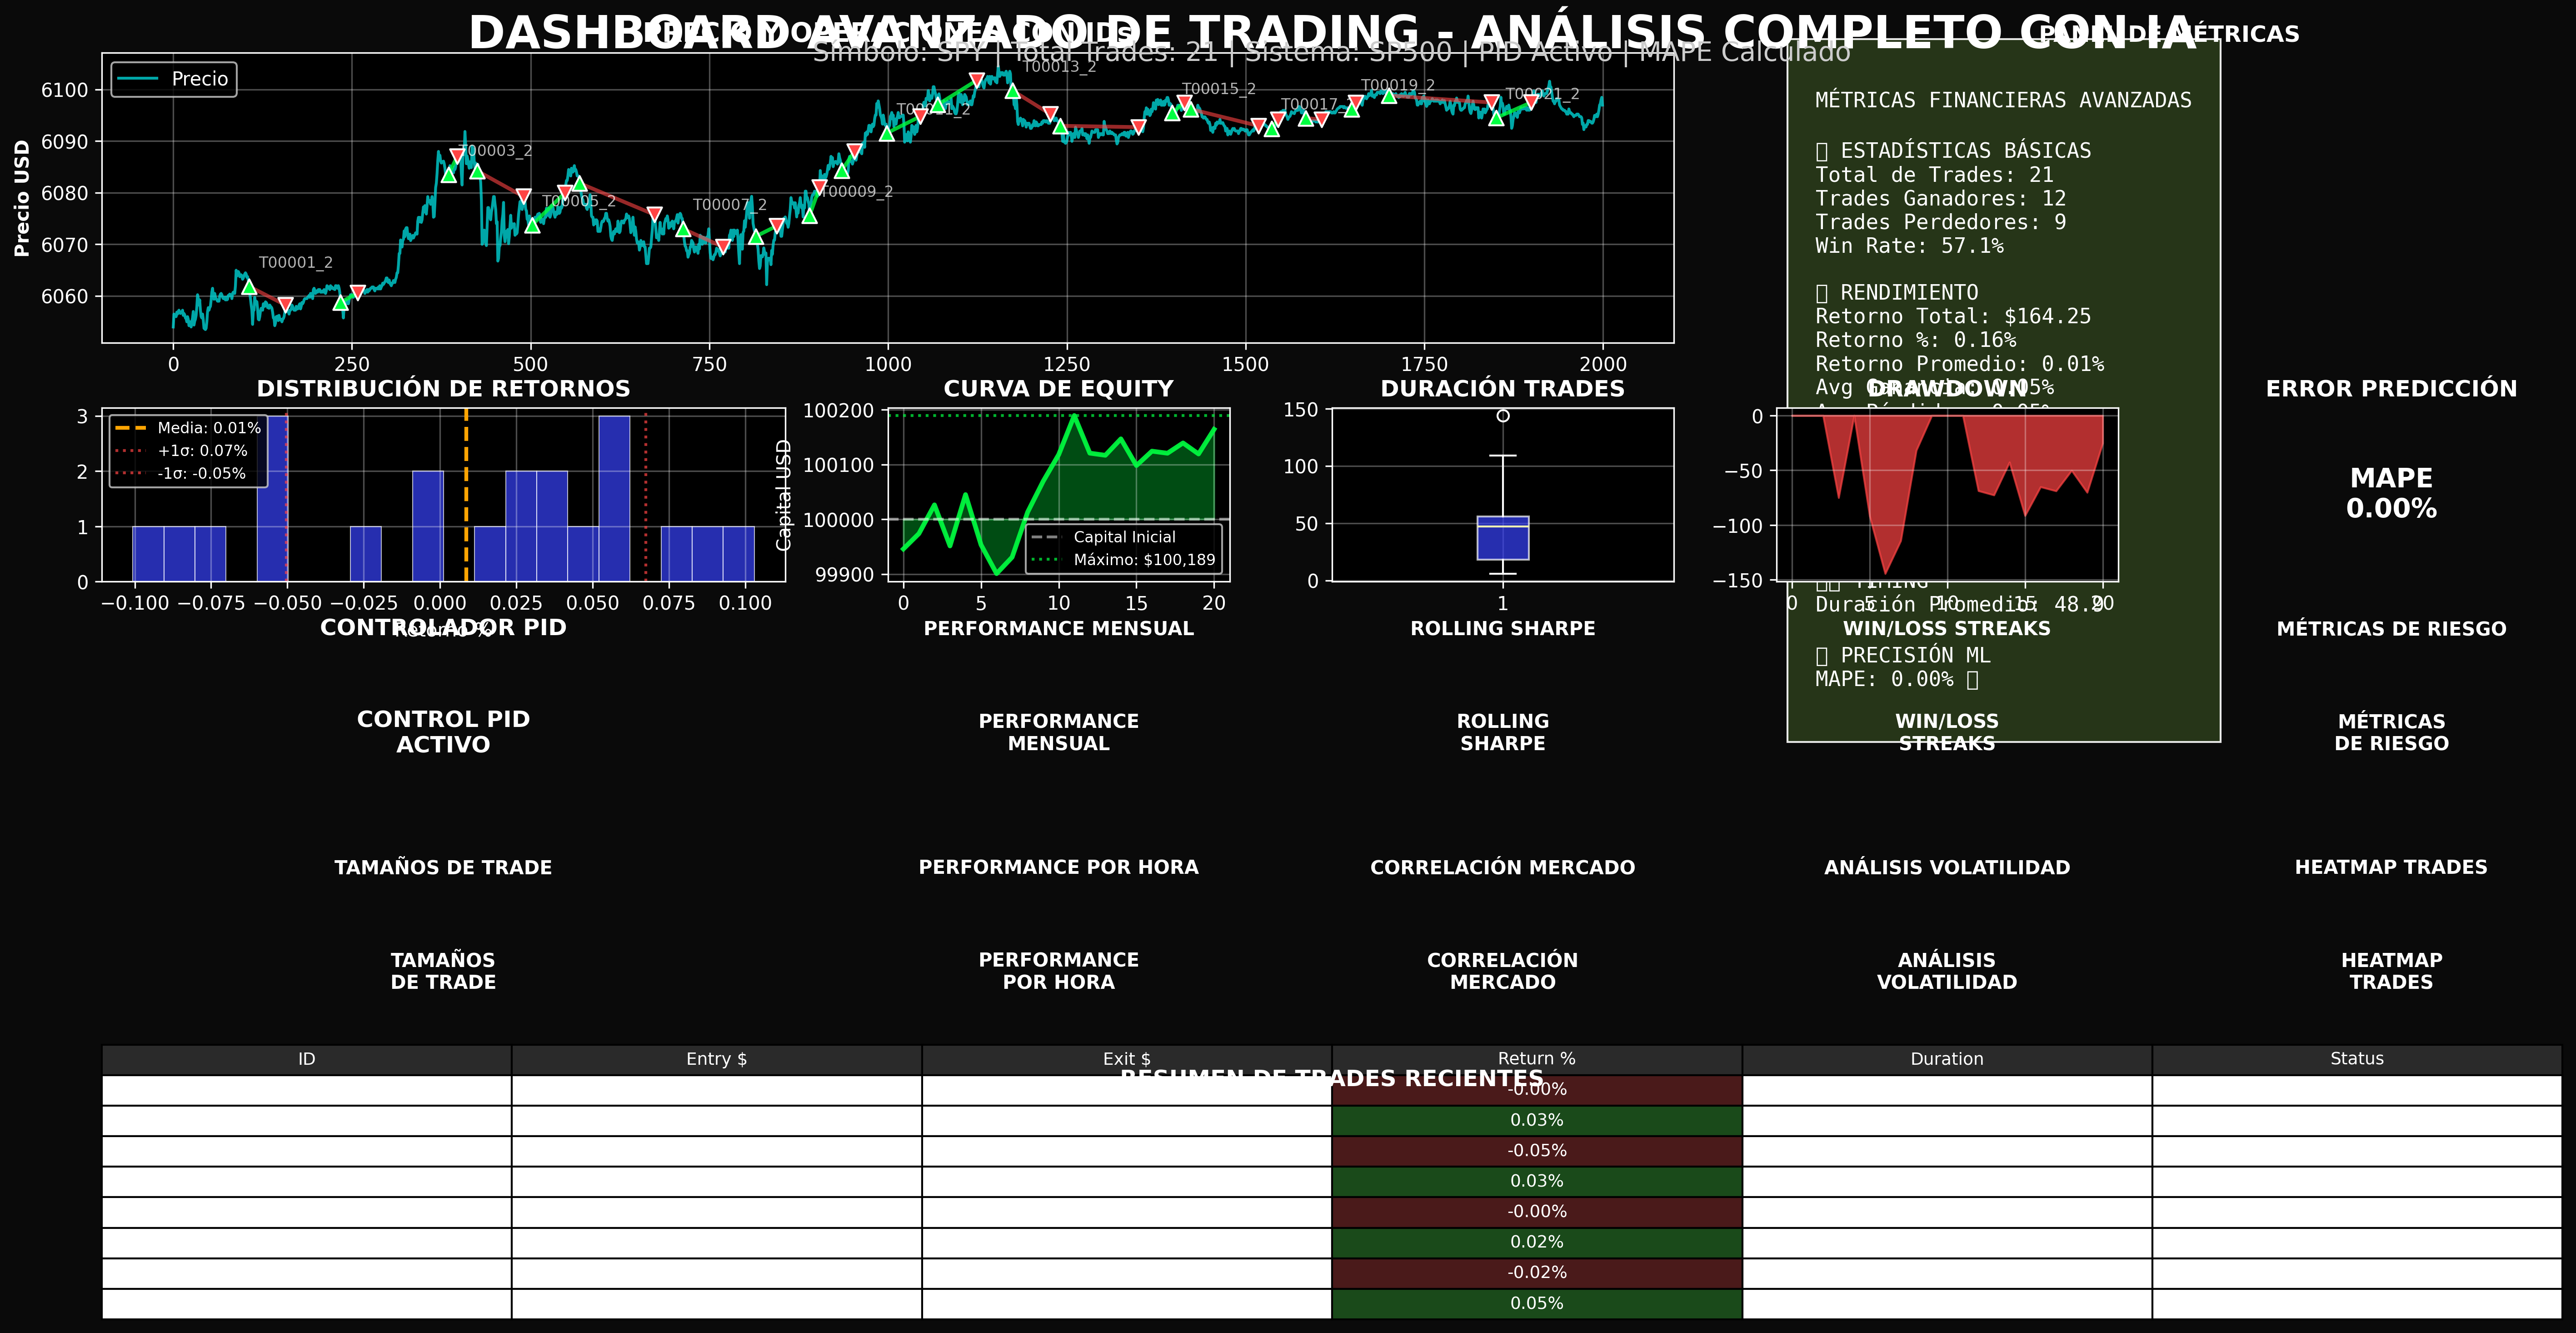 DASHBOARD AVANZADO DE TRADING - ANÁLISIS COMPLETO CON IA
PRECIO Y OPERACIONES CON IDs
PANEL DE MÉTRICAS
Símbolo: SPY | Total Trades: 21 | Sistema: SP500 | PID Activo | MAPE Calculado
Precio
Precio USD
6100
6090
6080
6070
6060
T00001_2
T00003_2
T00005_2
T00007_2
T00009_2
T00011_2
T00013_2
T00015_2
T00017_2
T00019_2
T00021_2
0 250 500 750 1000 1250 1500 1750 2000
MÉTRICAS FINANCIERAS AVANZADAS
ESTADÍSTICAS BÁSICAS
Total de Trades: 21
Trades Ganadores: 12
Trades Perdedores: 9
Win Rate: 57.1%
RENDIMIENTO
Retorno Total: $164.25
Retorno %: 0.16%
Retorno Promedio: 0.01%
Avg Ganancia: 0.05%
TIMING
Duración Promedio: 48.9
PRECISIÓN ML
MAPE: 0.00%
DISTRIBUCIÓN DE RETORNOS
Media: 0.01%
+1σ: 0.07%
-1σ: -0.05%
3
2
1
0
−0.100 −0.075 −0.050 −0.025 0.000 0.025 0.050 0.075 0.100
Retorno %
CURVA DE EQUITY
Capital USD
100200
100100
100000
99900
Capital Inicial
Máximo: $100,189
0 5 10 15 20
DURACIÓN TRADES
150
100
50
0
1
DRAWDOWN
0
−50
−100
−150
0 5 10 15 20
ERROR PREDICCIÓN
MAPE
0.00%
CONTROLADOR PID
PERFORMANCE MENSUAL
ROLLING SHARPE
WIN/LOSS STREAKS
MÉTRICAS DE RIESGO
CONTROL PID
ACTIVO
PERFORMANCE
MENSUAL
ROLLING
SHARPE
WIN/LOSS
STREAKS
MÉTRICAS
DE RIESGO
TAMAÑOS DE TRADE
PERFORMANCE POR HORA
CORRELACIÓN MERCADO
ANÁLISIS VOLATILIDAD
HEATMAP TRADES
TAMAÑOS
DE TRADE
PERFORMANCE
POR HORA
CORRELACIÓN
MERCADO
ANÁLISIS
VOLATILIDAD
HEATMAP
TRADES
ID Entry $ Exit $ Return % Duration Status
RESUMEN DE TRADES RECIENTES
-0.00%
0.03%
-0.05%
0.03%
-0.00%
0.02%
-0.02%
0.05%